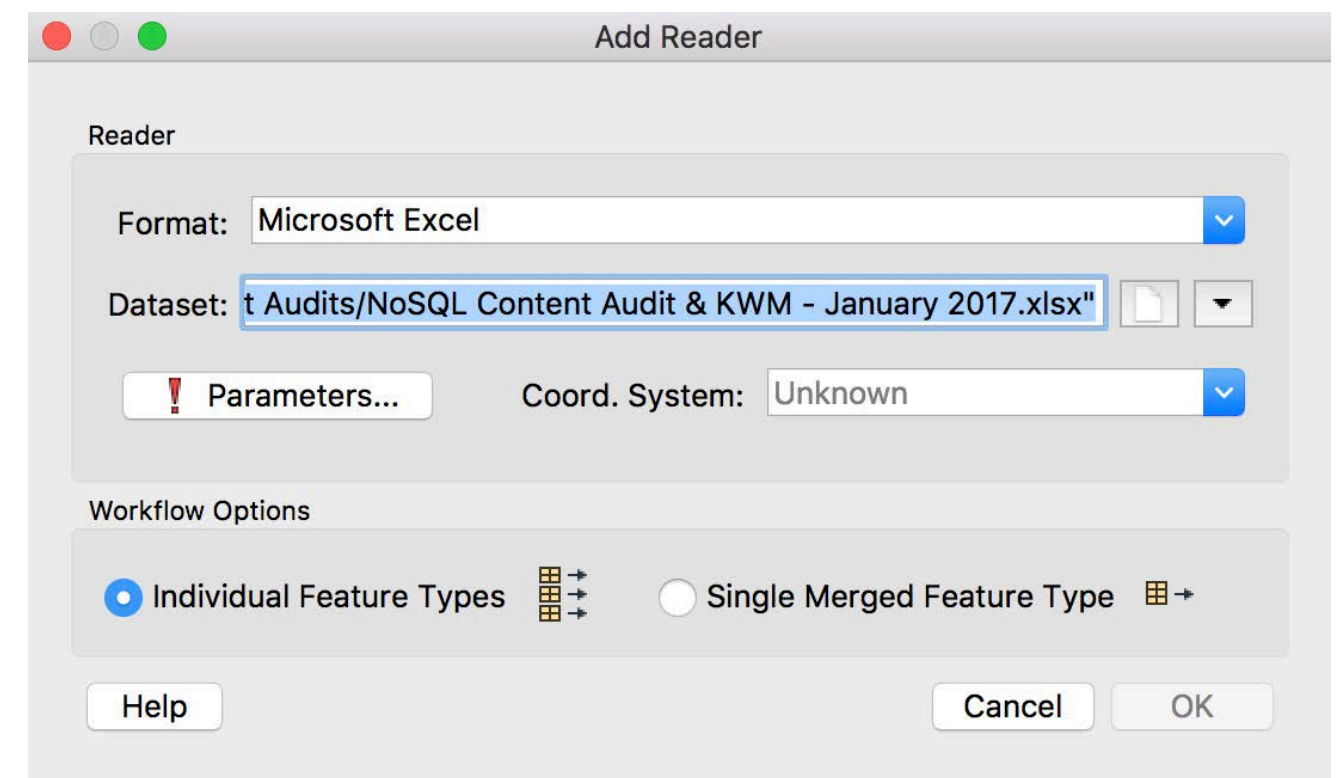 Add Reader
Reader
Format: Microsoft Excel
Dataset: t Audits/NoSQL Content Audit & KWM - January 2017.xlsx"
Parameters... Coord. System: Unknown
Workflow Options
Individual Feature Types Single Merged Feature Type
Help Cancel OK